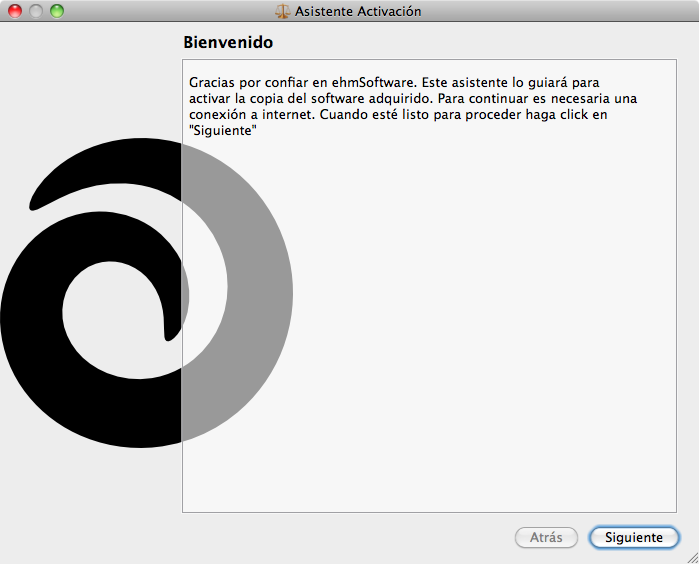 Asistente Activación
Bienvenido
Gracias por confiar en ehmSoftware. Este asistente lo guiará para
activar la copia del software adquirido. Para continuar es necesaria una
conexión a internet. Cuando esté listo para proceder haga click en
"Siguiente"
Atrás
Siguiente